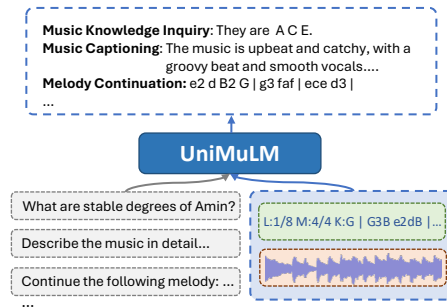 Music Knowledge Inquiry: They are A C E.
Music Captioning: The music is upbeat and catchy, with a
groovy beat and smooth vocals....
Melody Continuation: e2 d B2 G | g3 faf | ece d3 |
...
UniMuLM
What are stable degrees of Amin?
Describe the music in detail...
Continue the following melody: ...
...
L:1/8 M:4/4 K:G | G3B e2dB |...